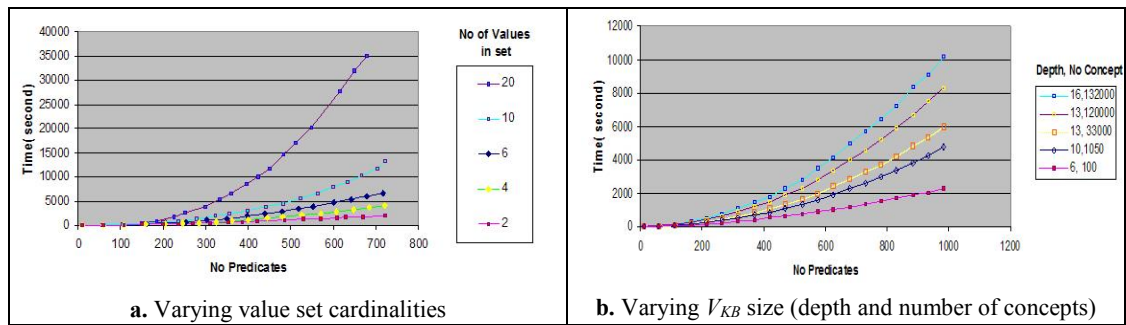 40000
35000
30000
25000
20000
15000
10000
5000
0
Time( second)
0 100 200 300 400 500 600 700 800
No Predicates
No of Values
in set
20
10
6
4
2
a. Varying value set cardinalities
12000
10000
8000
6000
4000
2000
0
Time( second)
0 200 400 600 800 1000 1200
No Predicates
Depth, No Concept
16,132000
13,120000
13, 33000
10,1050
6, 100
b. Varying VKB size (depth and number of concepts)